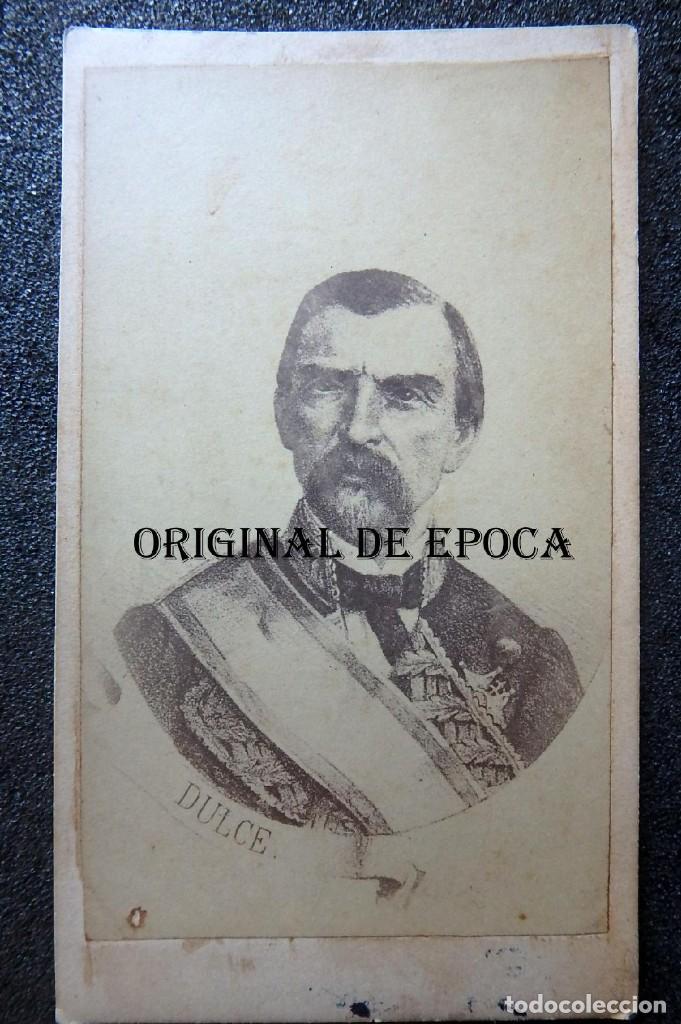 ORIGINAL DE EPOCA
DULCE.
todocoleccion